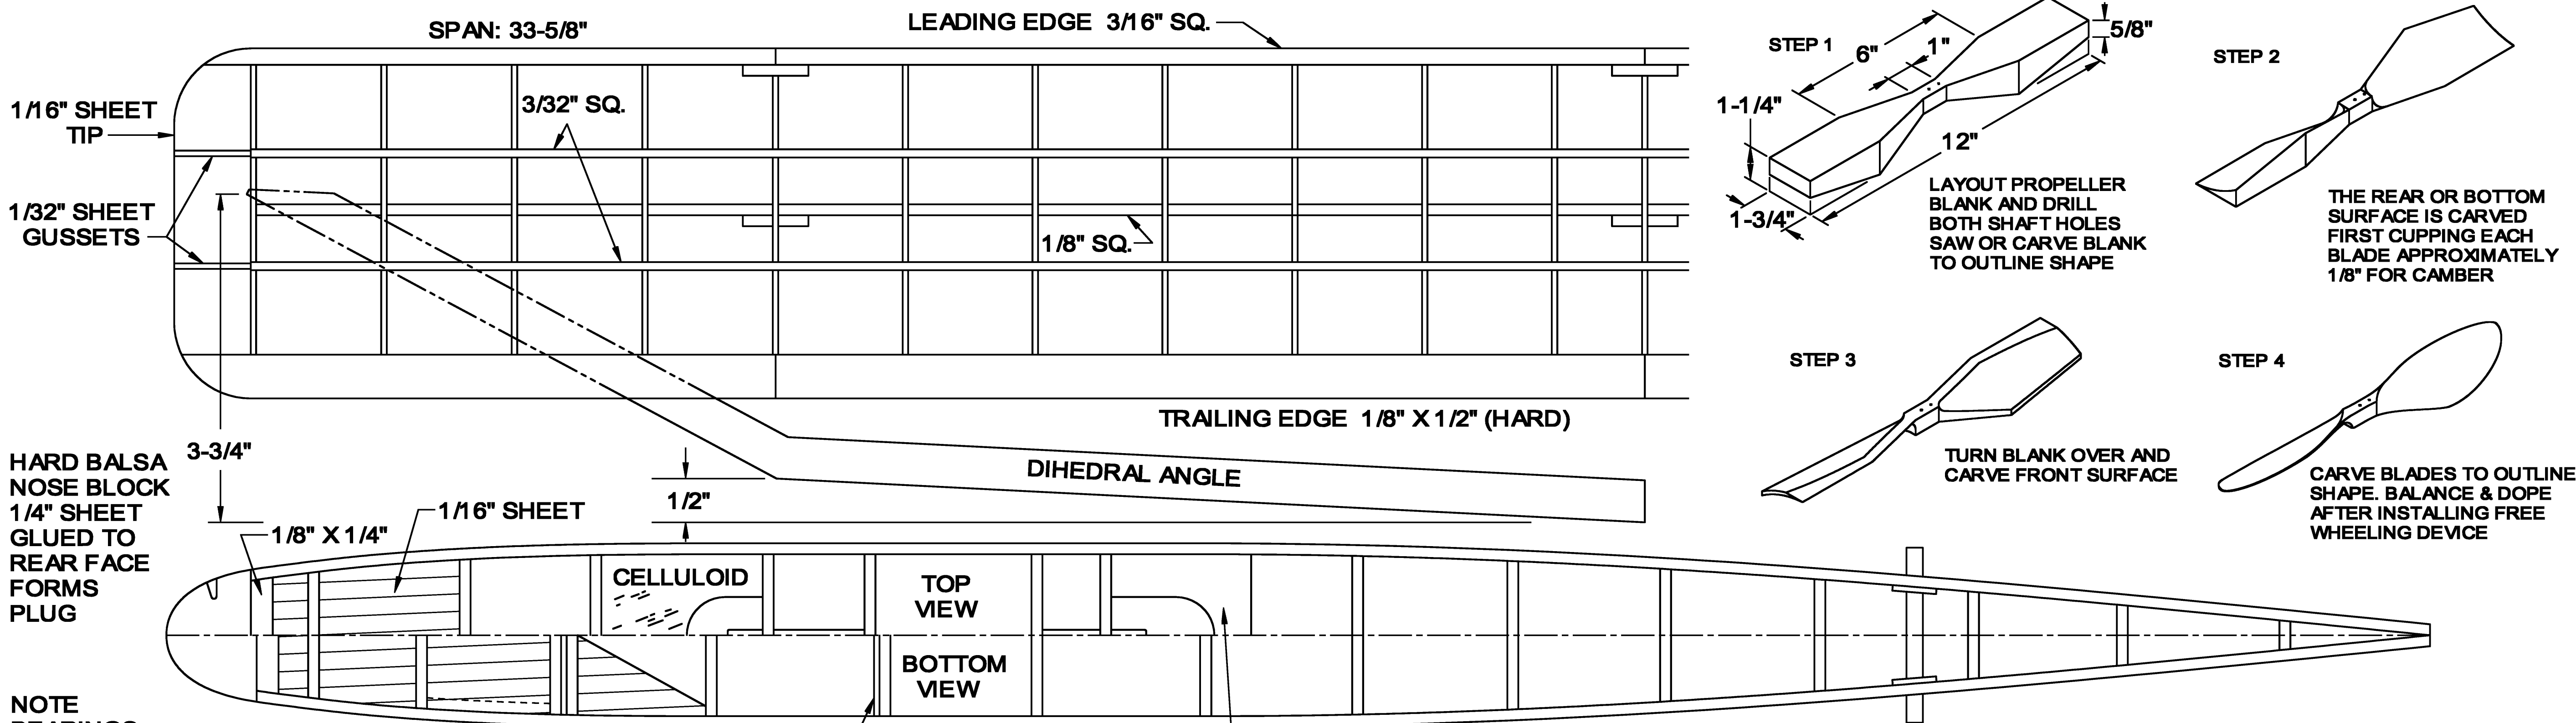 SPAN: 33-5/8"
LEADING EDGE 3/16" SQ.
1/16" SHEET
TIP
3/32" SQ.
1/32" SHEET
GUSSETS
1/8" SQ.
TRAILING EDGE 1/8" X 1/2" (HARD)
3-3/4"
DIHEDRAL ANGLE
1/2"
HARD BALSA
NOSE BLOCK
1/4" SHEET
GLUED TO
REAR FACE
FORMS
PLUG
1/8" X 1/4"
1/16" SHEET
CELLULOID
TOP
VIEW
BOTTOM
VIEW
NOTE
BEARINGS
STEP 1
6"
1"
5/8"
1-1/4"
12"
1-3/4"
LAYOUT PROPELLER
BLANK AND DRILL
BOTH SHAFT HOLES
SAW OR CARVE BLANK
TO OUTLINE SHAPE
STEP 2
THE REAR OR BOTTOM
SURFACE IS CARVED
FIRST CUPPING EACH
BLADE APPROXIMATELY
1/8" FOR CAMBER
STEP 3
TURN BLANK OVER AND
CARVE FRONT SURFACE
STEP 4
CARVE BLADES TO OUTLINE
SHAPE. BALANCE & DOPE
AFTER INSTALLING FREE
WHEELING DEVICE